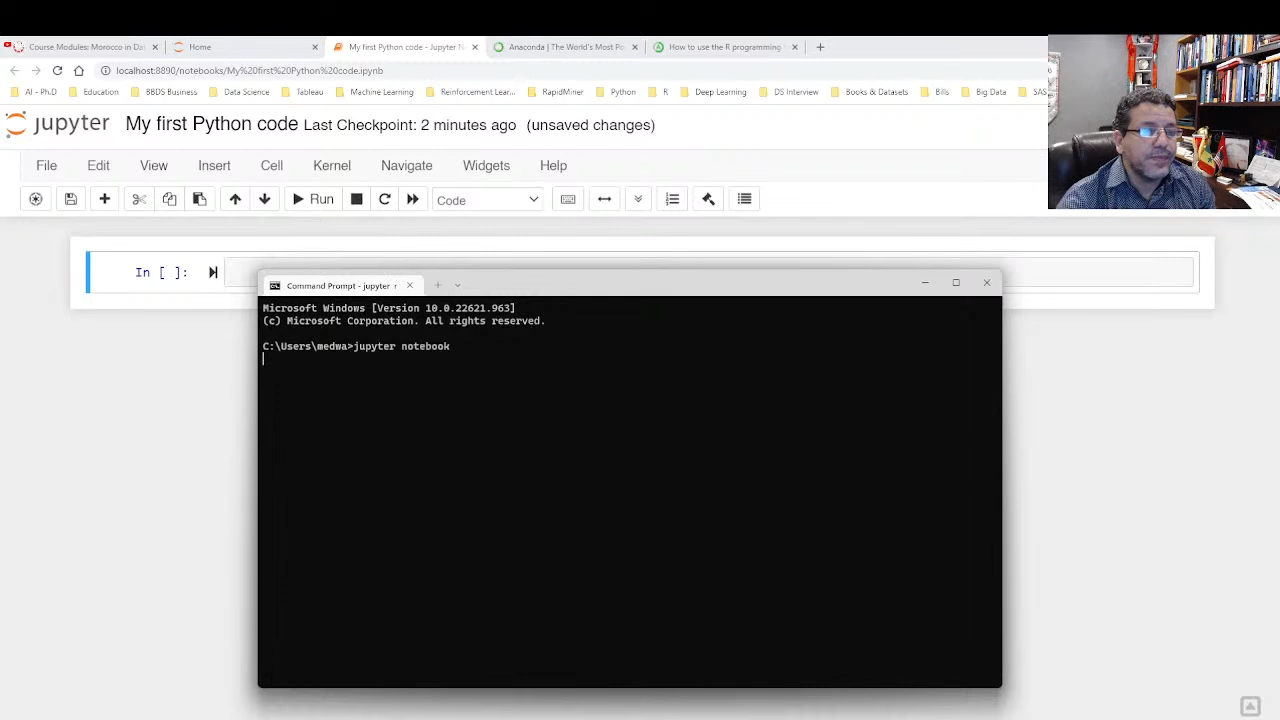 Course Modules: Morocco in Da
Home
My first Python code - Jupyter N
Anaconda | The World's Most Po
How to use the R programming
localhost:8890/notebooks/My%20first%20Python%20code.ipynb
AI - Ph.D
Education
BBDS Business
Data Science
Tableau
Machine Learning
Reinforcement Lear...
RapidMiner
Python
R
Deep Learning
DS Interview
Books & Datasets
Bills
Big Data
SAS
jupyter My first Python code Last Checkpoint: 2 minutes ago (unsaved changes)
File Edit View Insert Cell Kernel Navigate Widgets Help
Run
Code
In [ ]:
Command Prompt - jupyter
Microsoft Windows [Version 10.0.22621.963]
(c) Microsoft Corporation. All rights reserved.
C:\Users\medwa>jupyter notebook